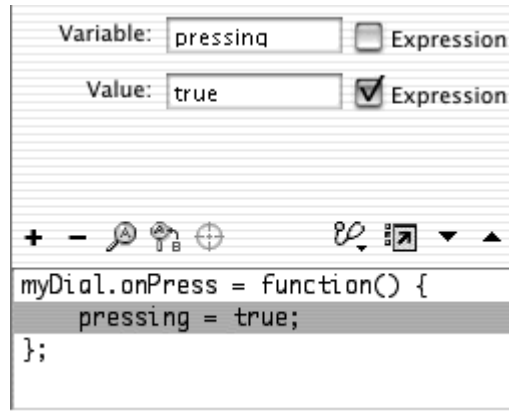 Variable: pressing Expression
Value: true Expression
myDial.onPress = function() {
    pressing = true;
};